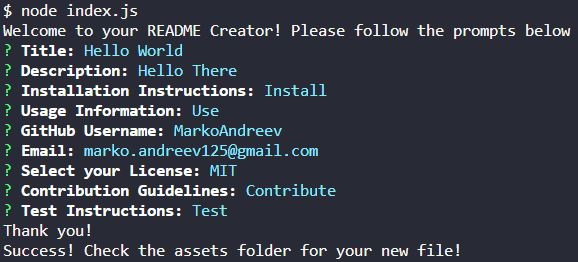 $ node index.js
Welcome to your README Creator! Please follow the prompts below
? Title: Hello World
? Description: Hello There
? Installation Instructions: Install
? Usage Information: Use
? GitHub Username: MarkoAndreev
? Email: marko.andreev125@gmail.com
? Select your License: MIT
? Contribution Guidelines: Contribute
? Test Instructions: Test
Thank you!
Success! Check the assets folder for your new file!